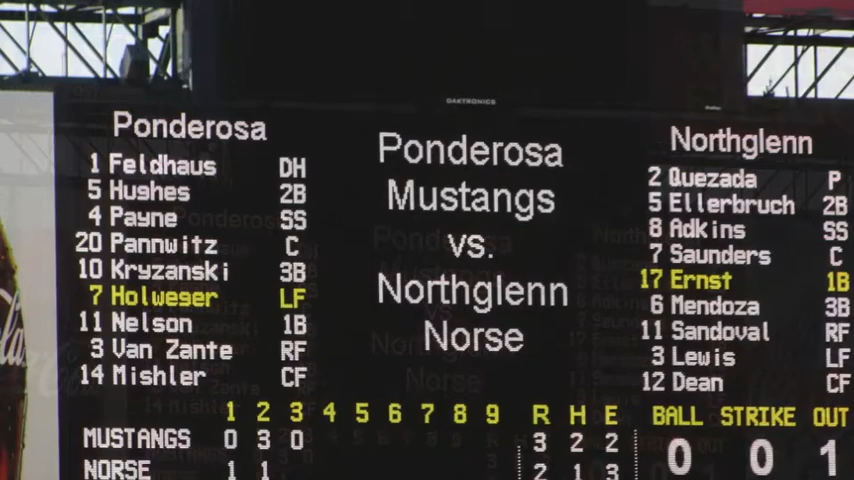 DAKTRONICS
Ponderosa
1 Feldhaus DH
5 Hughes 2B
4 Payne SS
20 Pannwitz C
10 Kryzanski 3B
7 Holweger LF
11 Nelson 1B
3 Van Zante RF
14 Mishler CF
Ponderosa
Mustangs
vs.
Northglenn
Norse
Northglenn
2 Quezada P
5 Ellerbruch 2B
8 Adkins SS
7 Saunders C
17 Ernst 1B
6 Mendoza 3B
11 Sandoval RF
3 Lewis LF
12 Dean CF
1 2 3 4 5 6 7 8 9 R H E
MUSTANGS 0 3 0 3 2 2
NORSE 1 1 2 1 3
BALL STRIKE OUT
0 0 1